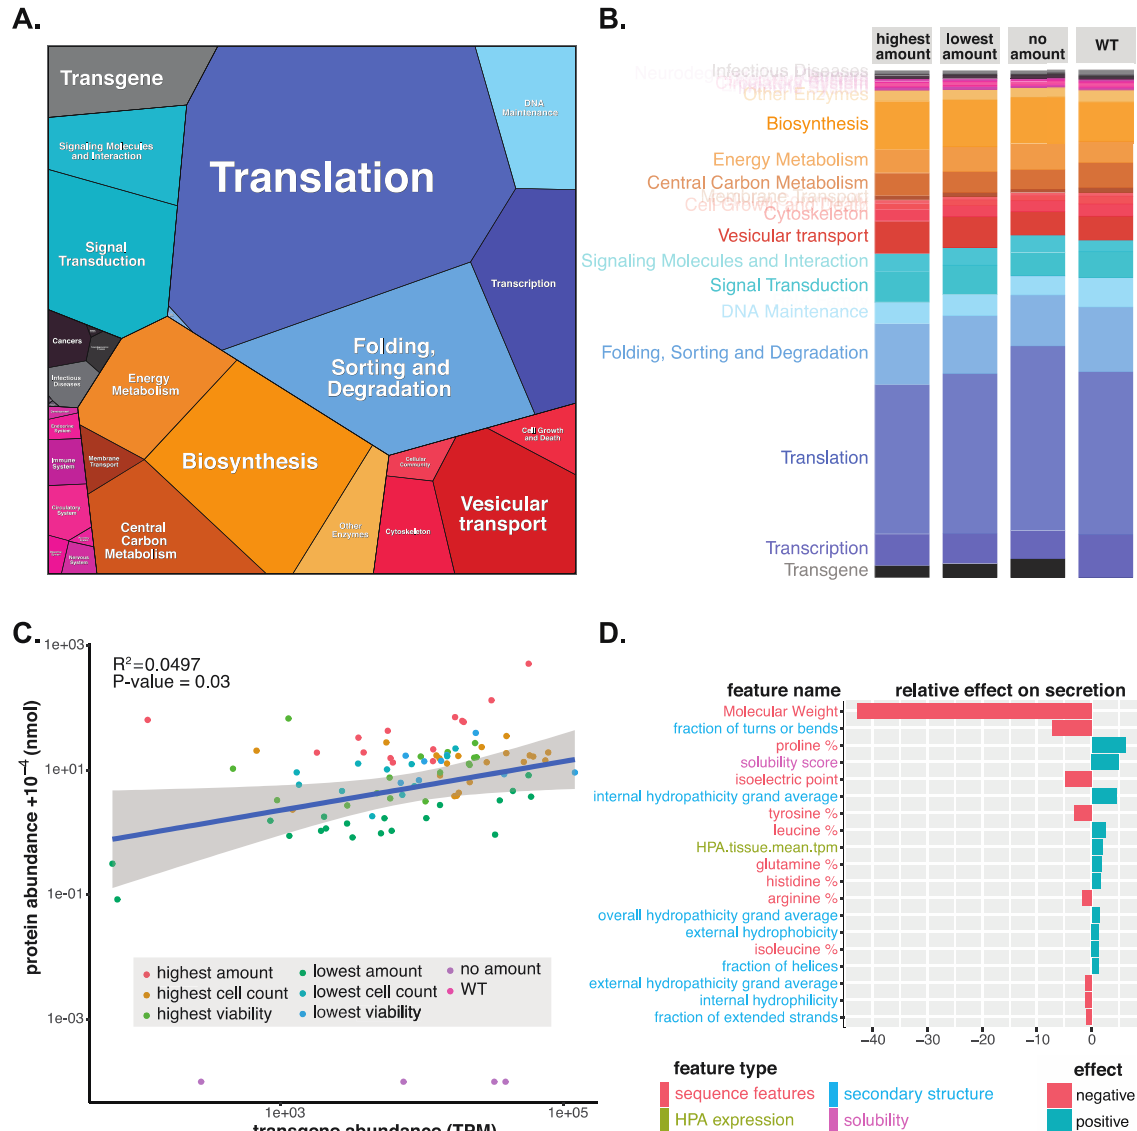 A.
Transgene
Translation
DNA
Maintenance
Signaling Molecules
and Interaction
Signal
Transduction
Transcription
Folding,
Sorting and
Degradation
Cancers
Infectious
Diseases
Energy
Metabolism
Biosynthesis
Endocrine
System
Immune
System
Membrane
Transport
Circulatory
System
Central
Carbon
Metabolism
Nervous
System
Other
Enzymes
Cellular
Community
Cytoskeleton
Cell Growth
and Death
Vesicular
transport
B.
highest
amount
lowest
amount
no
amount
WT
Infectious Diseases
Other Enzymes
Biosynthesis
Energy Metabolism
Central Carbon Metabolism
Membrane Transport
Cell Growth and Death
Cytoskeleton
Vesicular transport
Signaling Molecules and Interaction
Signal Transduction
DNA Maintenance
Folding, Sorting and Degradation
Translation
Transcription
Transgene
C.
1e+03
R²=0.0497
P-value = 0.03
1e+01
1e-01
1e-03
protein abundance +10⁻⁴ (nmol)
highest amount
highest cell count
highest viability
lowest amount
lowest cell count
lowest viability
no amount
WT
1e+03
1e+05
transgene abundance (TPM)
D.
feature name
relative effect on secretion
Molecular Weight
fraction of turns or bends
proline %
solubility score
isoelectric point
internal hydropathicity grand average
tyrosine %
leucine %
HPA.tissue.mean.tpm
glutamine %
histidine %
arginine %
overall hydropathicity grand average
external hydrophobicity
isoleucine %
fraction of helices
external hydropathicity grand average
internal hydrophilicity
fraction of extended strands
−40
−30
−20
−10
0
feature type
sequence features
HPA expression
secondary structure
solubility
effect
negative
positive